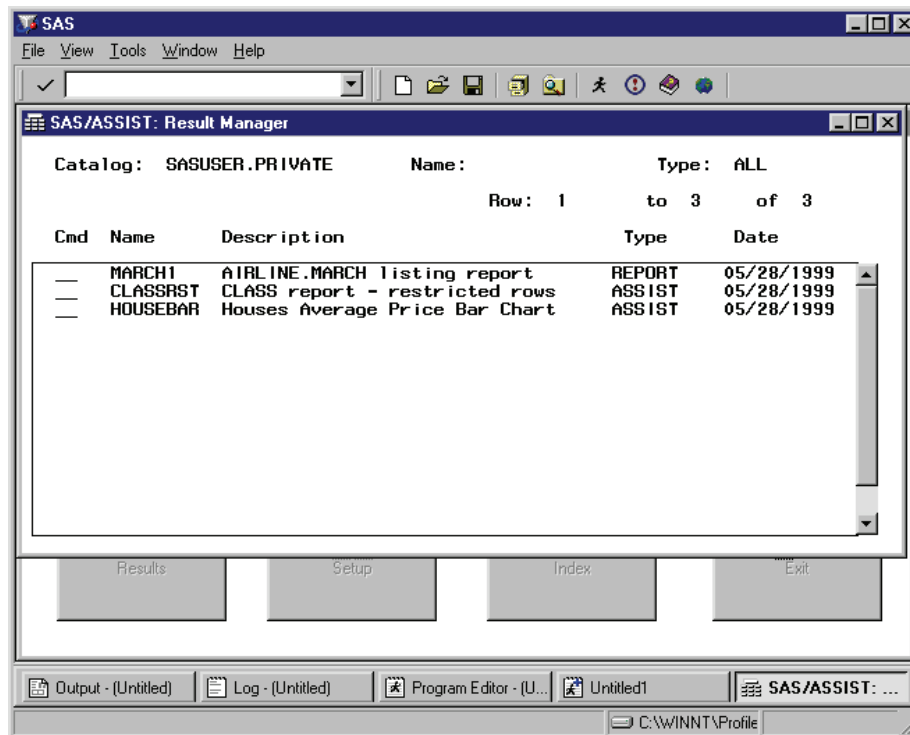 SAS
File View Tools Window Help
SAS/ASSIST: Result Manager
Catalog: SASUSER.PRIVATE Name: Type: ALL
Row: 1 to 3 of 3
Cmd Name Description Type Date
MARCH1 AIRLINE.MARCH listing report REPORT 05/28/1999
CLASSRST CLASS report - restricted rows ASSIST 05/28/1999
HOUSEBAR Houses Average Price Bar Chart ASSIST 05/28/1999
Results Setup Index Exit
Output - (Untitled) Log - (Untitled) Program Editor - (U... Untitled1 SAS/ASSIST: ...
C:\WINNT\Profile